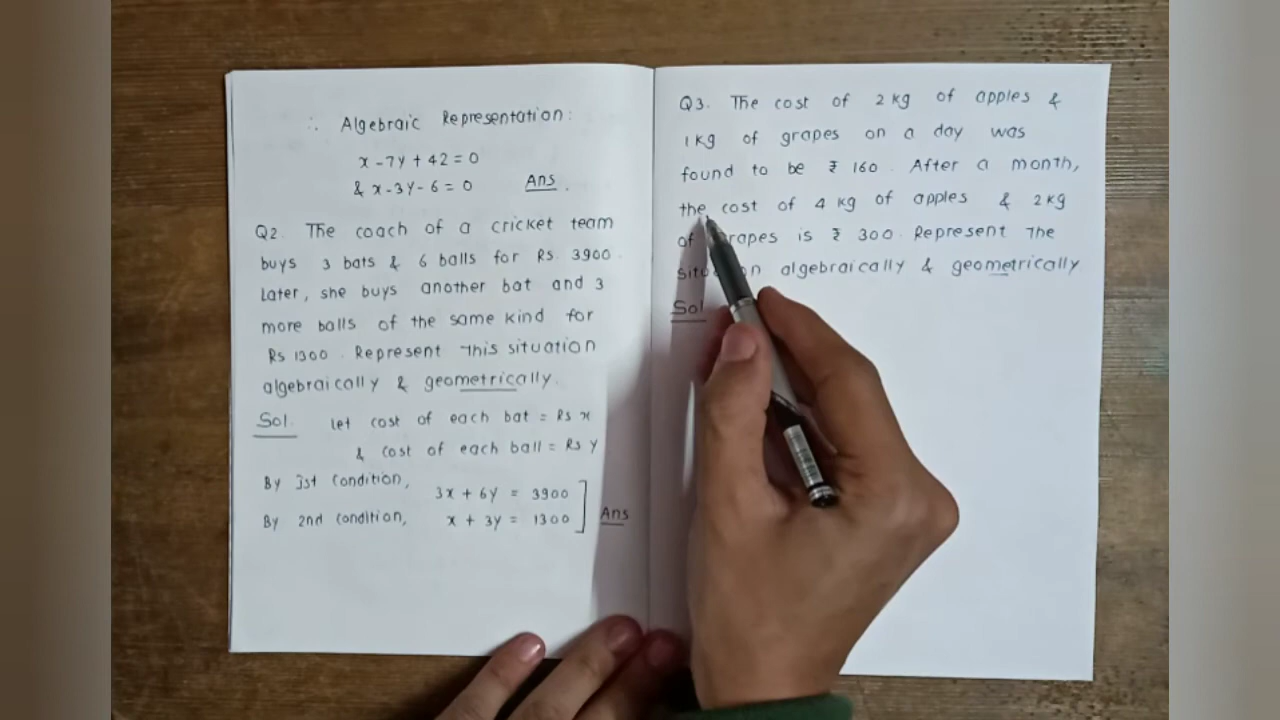 ∴ Algebraic Representation:
x - 7y + 42 = 0
& x - 3y - 6 = 0 Ans.
Q2. The coach of a cricket team
buys 3 bats & 6 balls for Rs 3900.
Later, she buys another bat and 3
more balls of the same kind for
Rs 1300. Represent this situation
algebraically & geometrically.
Sol. Let cost of each bat = Rs x
& cost of each ball = Rs y
By 1st condition, 3x + 6y = 3900
By 2nd condition, x + 3y = 1300 ] Ans
Q3. The cost of 2 kg of apples &
1 kg of grapes on a day was
found to be ₹ 160. After a month,
the cost of 4 kg of apples & 2 kg
of rapes is ₹ 300. Represent the
algebraically & geometrically
Sol